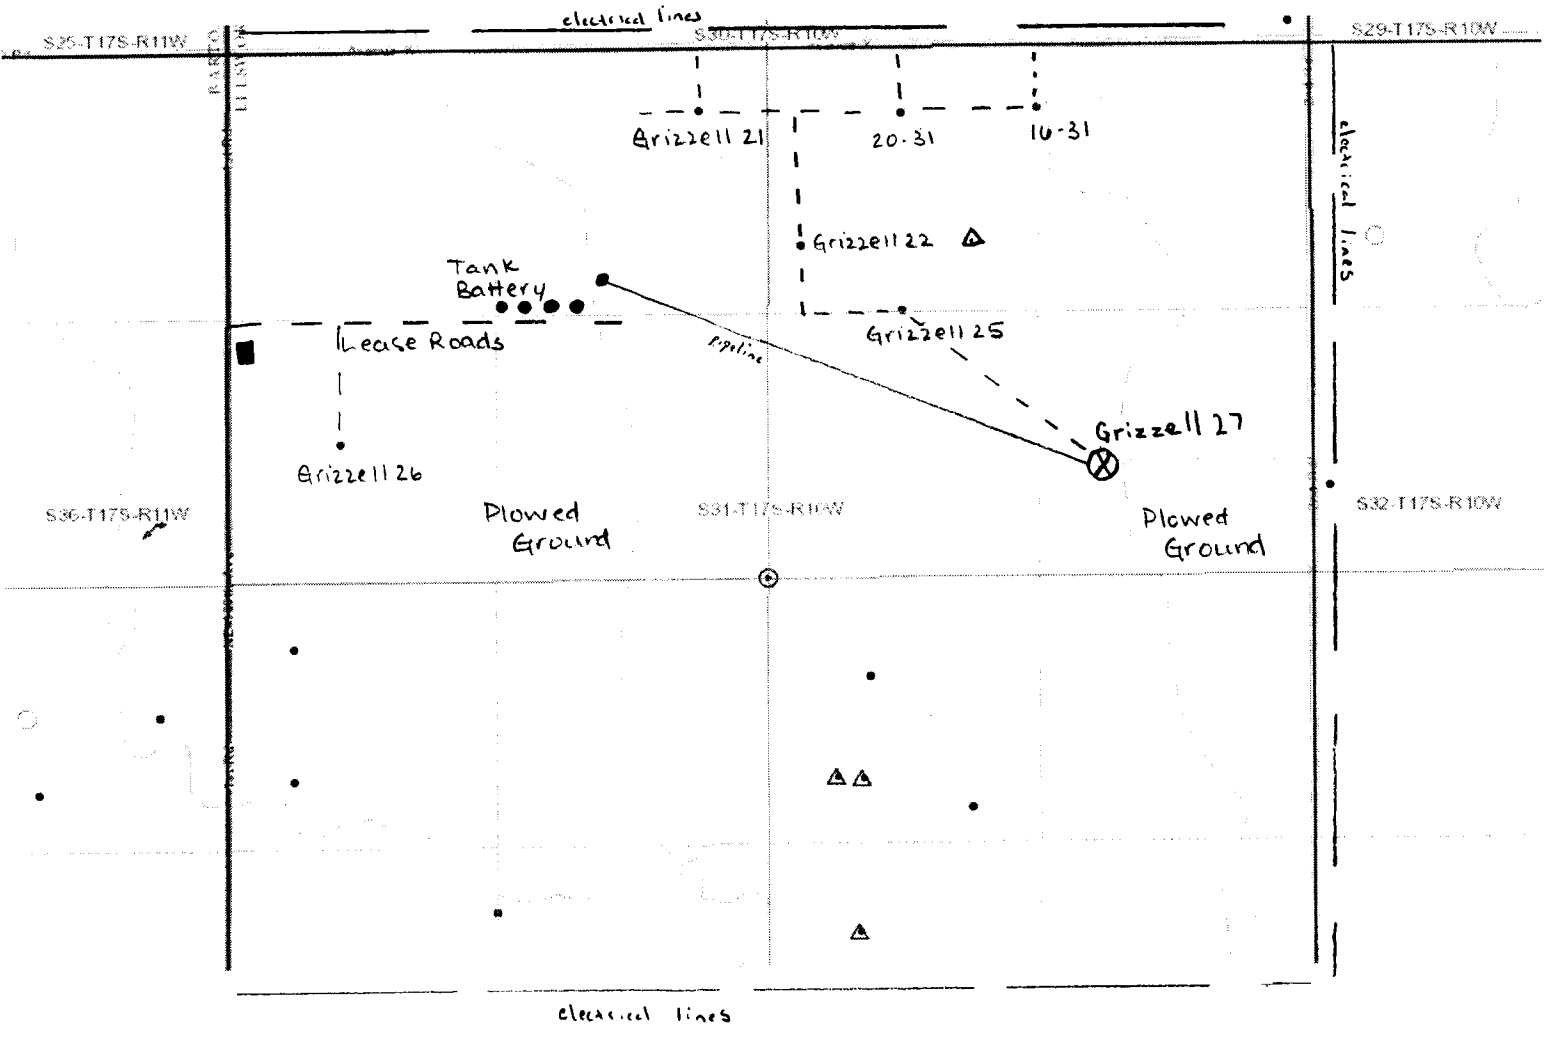 electrical lines
S25-T17S-R11W
S30-T17S-R10W
S29-T17S-R10W
Grizzell 21
20-31
16-31
electrical lines
Grizzell 22
Tank
Battery
Grizzell 25
Lease Roads
Pipeline
Grizzell 27
Grizzell 26
S36-T17S-R11W
Plowed
Ground
S31-T17S-R10W
Plowed
Ground
S32-T17S-R10W
electrical lines